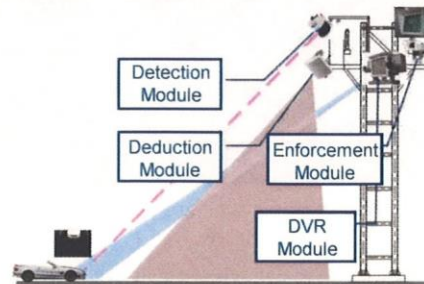 Detection
Module
Deduction
Module
Enforcement
Module
DVR
Module